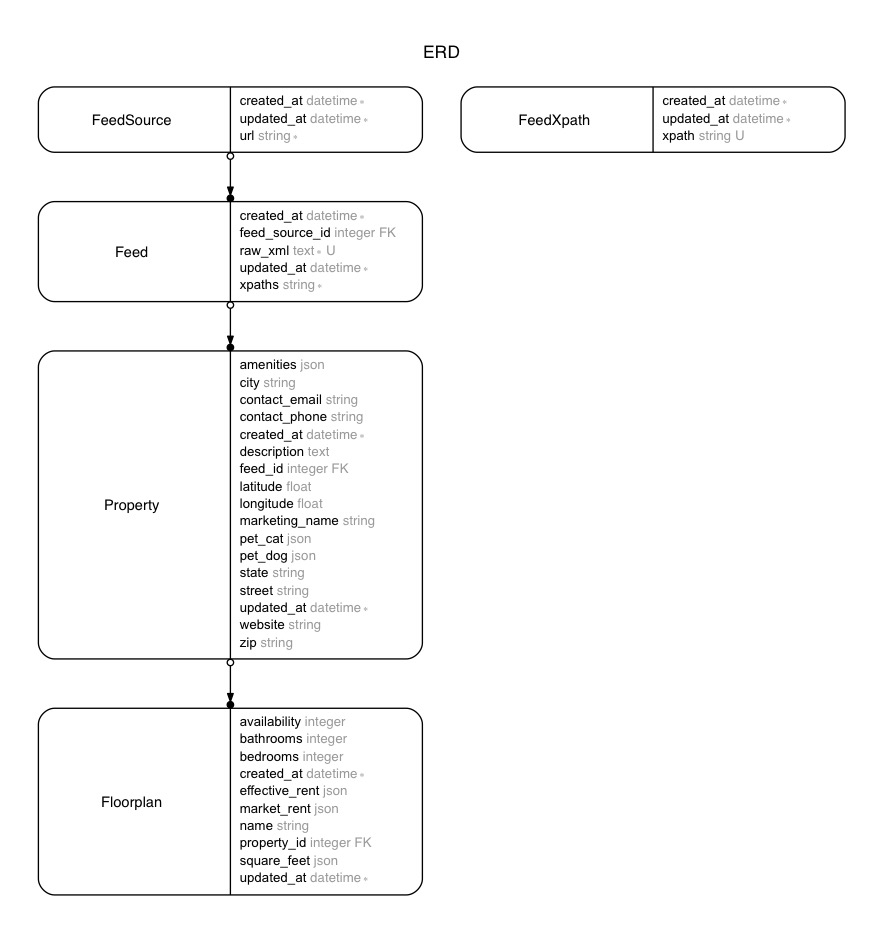 ERD
FeedSource
created_at datetime *
updated_at datetime *
url string *
FeedXpath
created_at datetime *
updated_at datetime *
xpath string U
Feed
created_at datetime *
feed_source_id integer FK
raw_xml text * U
updated_at datetime *
xpaths string *
Property
amenities json
city string
contact_email string
contact_phone string
created_at datetime *
description text
feed_id integer FK
latitude float
longitude float
marketing_name string
pet_cat json
pet_dog json
state string
street string
updated_at datetime *
website string
zip string
Floorplan
availability integer
bathrooms integer
bedrooms integer
created_at datetime *
effective_rent json
market_rent json
name string
property_id integer FK
square_feet json
updated_at datetime *